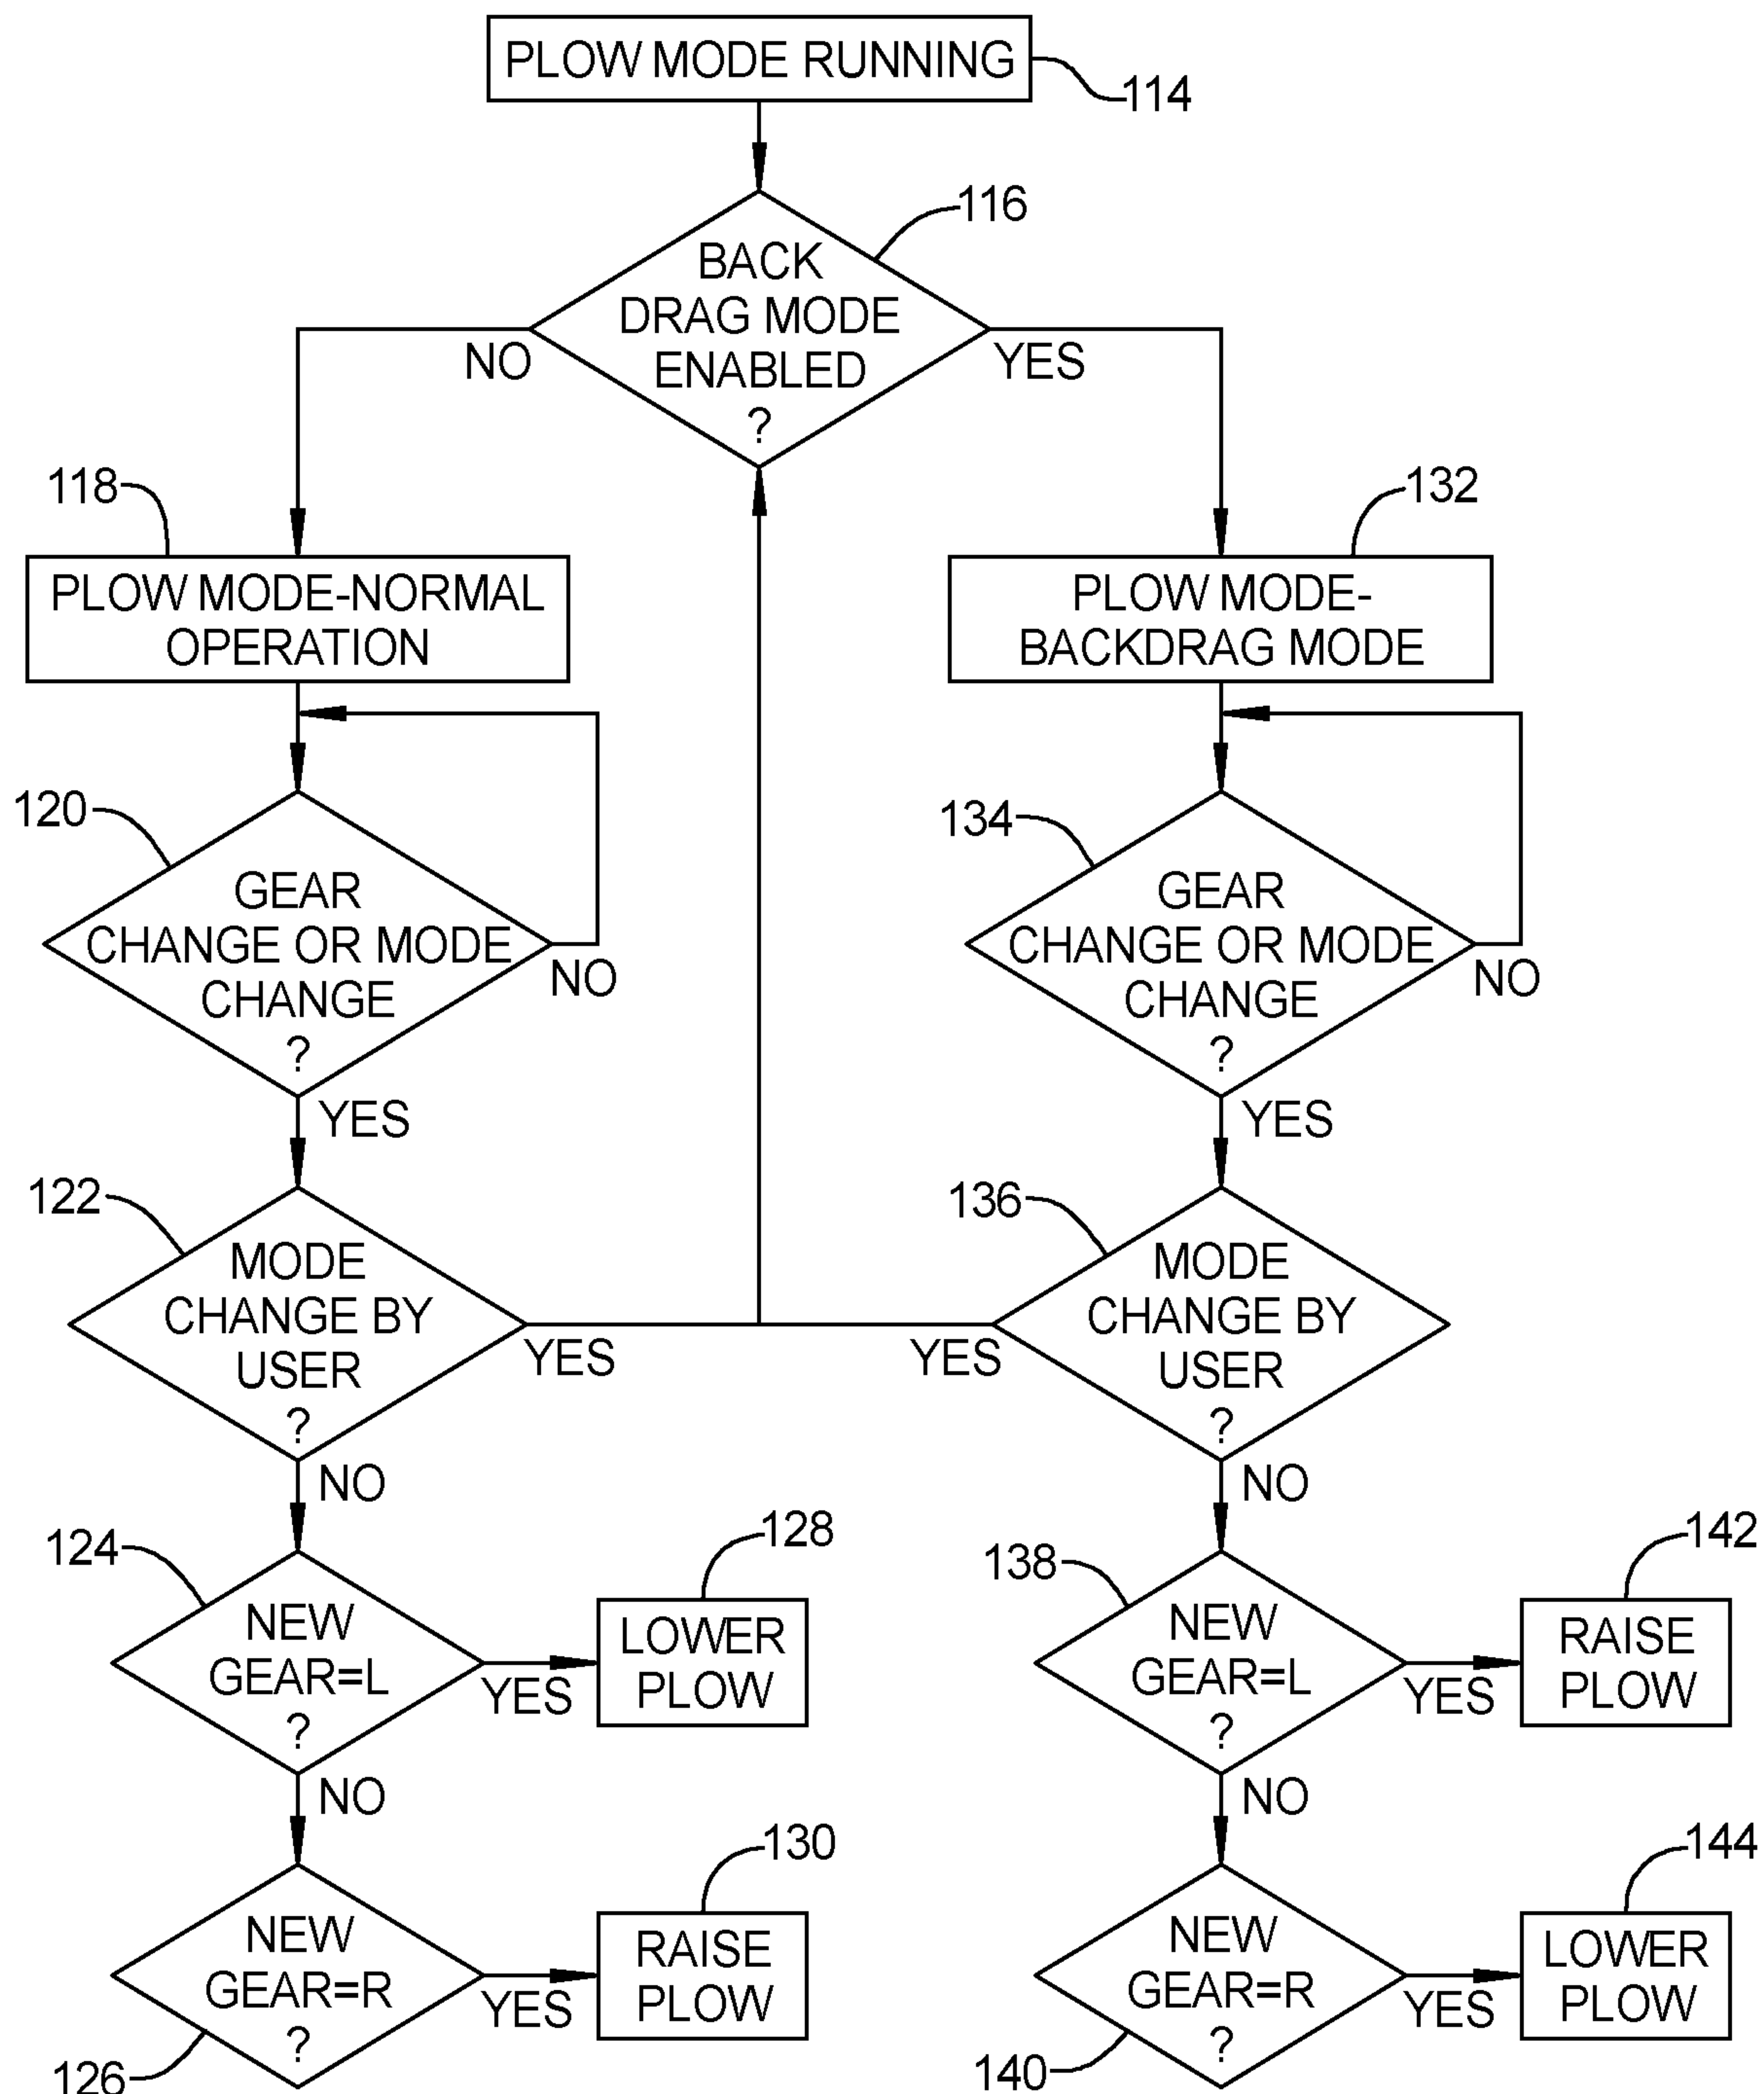 PLOW MODE RUNNING
114
116
BACK
DRAG MODE
ENABLED
?
NO
YES
118
132
PLOW MODE-NORMAL
OPERATION
PLOW MODE-
BACKDRAG MODE
120
GEAR
CHANGE OR MODE
CHANGE
?
NO
YES
134
GEAR
CHANGE OR MODE
CHANGE
?
NO
YES
122
MODE
CHANGE BY
USER
?
YES
NO
136
MODE
CHANGE BY
USER
?
YES
NO
124
NEW
GEAR=L
?
YES
NO
128
LOWER
PLOW
138
NEW
GEAR=L
?
YES
NO
142
RAISE
PLOW
126
NEW
GEAR=R
?
YES
130
RAISE
PLOW
140
NEW
GEAR=R
?
YES
144
LOWER
PLOW